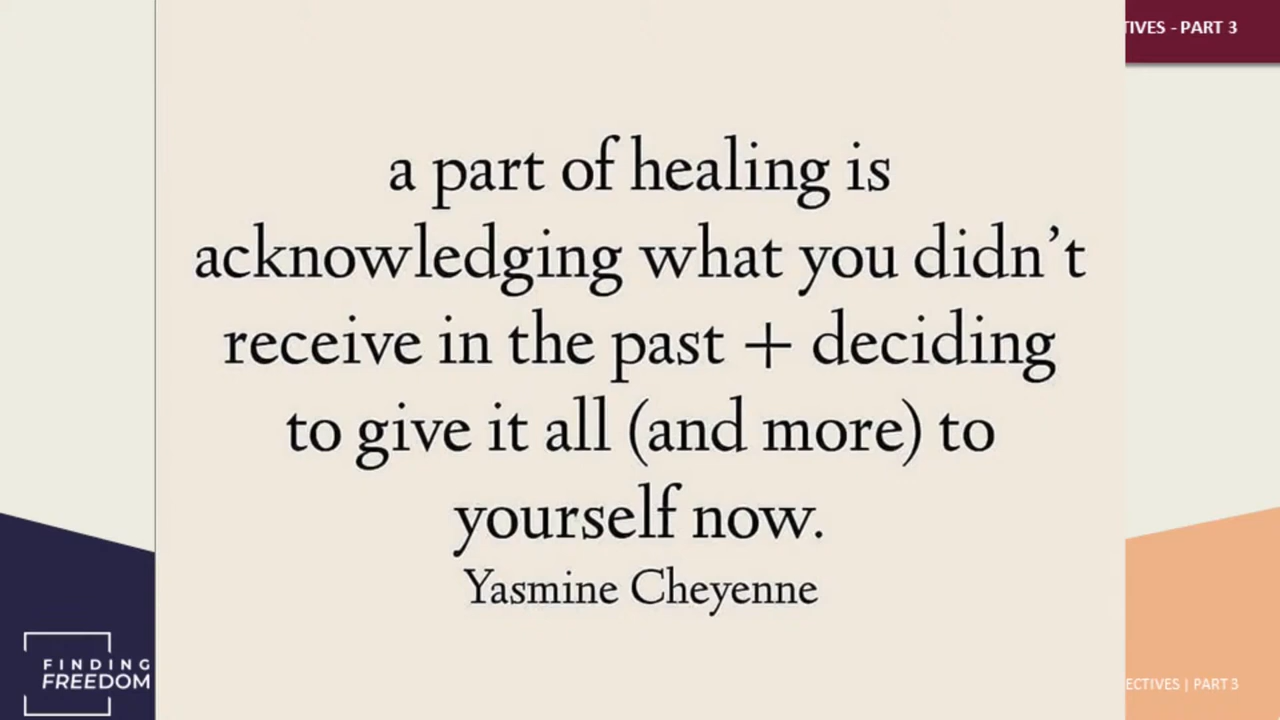 TIVES - PART 3
a part of healing is
acknowledging what you didn’t
receive in the past + deciding
to give it all (and more) to
yourself now.
Yasmine Cheyenne
FINDING
FREEDOM
ECTIVES | PART 3